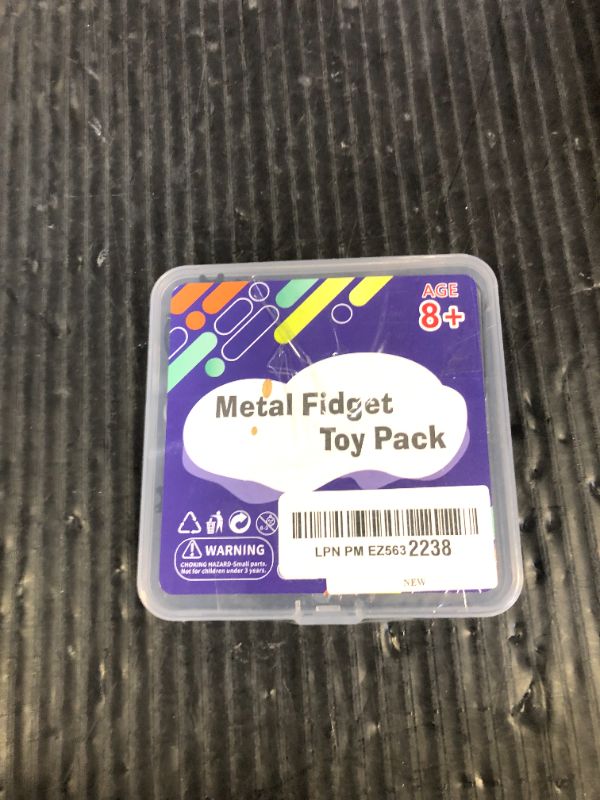 AGE
8+
Metal Fidget
Toy Pack
WARNING
CHOKING HAZARD-Small parts.
Not for children under 3 years.
LPN PM EZ563 2238
NEW